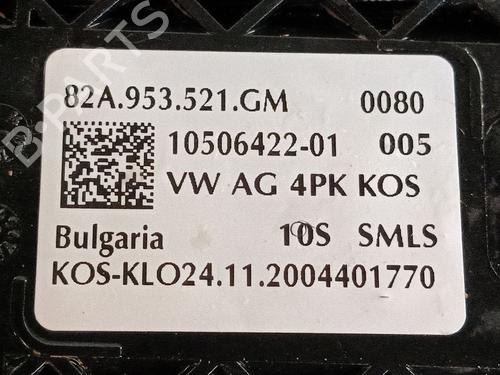 82A.953.521.GM 0080
10506422-01 005
VW AG 4PK KOS
Bulgaria 10S SMLS
KOS-KLO24.11.2004401770
B-PARTS